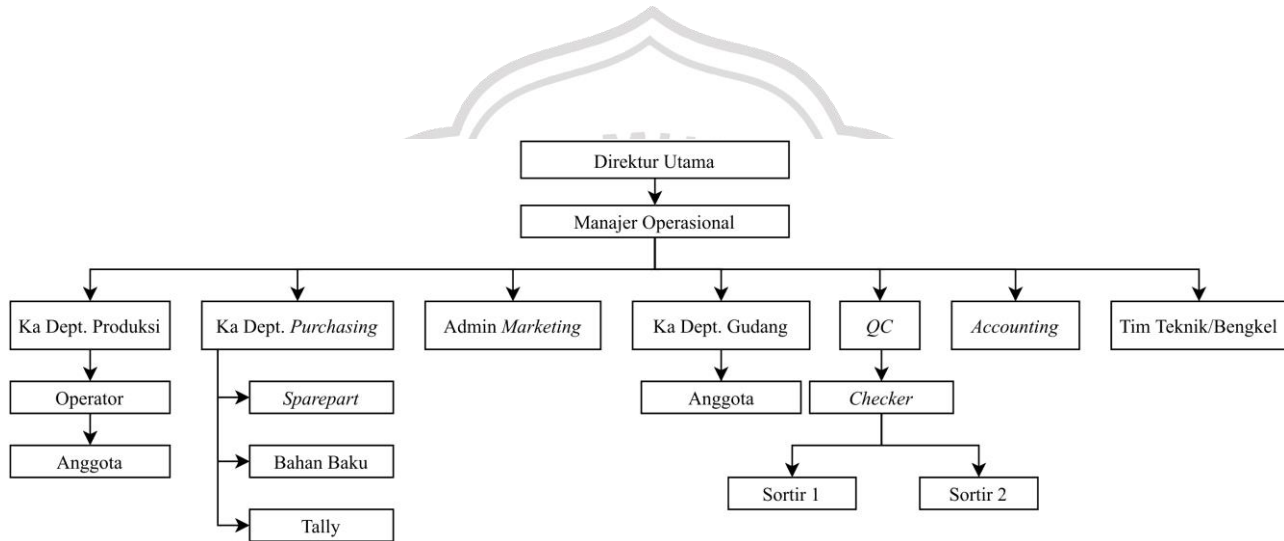 Direktur Utama
Manajer Operasional
Ka Dept. Produksi
Ka Dept. Purchasing
Admin Marketing
Ka Dept. Gudang
QC
Accounting
Tim Teknik/Bengkel
Operator
Sparepart
Anggota
Checker
Anggota
Bahan Baku
Sortir 1
Sortir 2
Tally